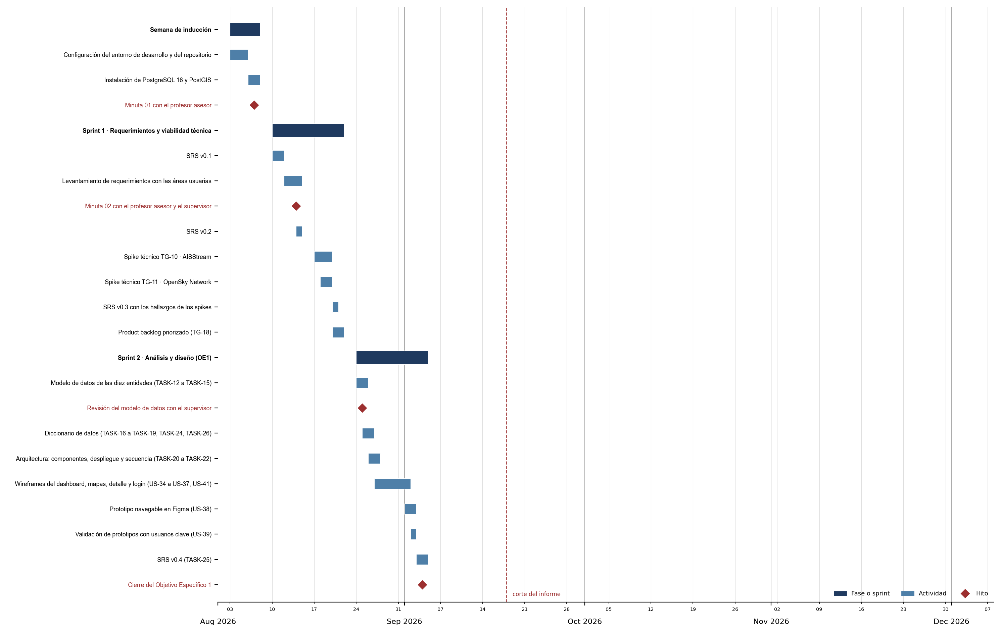 Semana de inducción
Configuración del entorno de desarrollo y del repositorio
Instalación de PostgreSQL 16 y PostGIS
Minuta 01 con el profesor asesor
Sprint 1 · Requerimientos y viabilidad técnica
SRS v0.1
Levantamiento de requerimientos con las áreas usuarias
Minuta 02 con el profesor asesor y el supervisor
SRS v0.2
Spike técnico TG-10 · AISStream
Spike técnico TG-11 · OpenSky Network
SRS v0.3 con los hallazgos de los spikes
Product backlog priorizado (TG-18)
Sprint 2 · Análisis y diseño (OE1)
Modelo de datos de las diez entidades (TASK-12 a TASK-15)
Revisión del modelo de datos con el supervisor
Diccionario de datos (TASK-16 a TASK-19, TASK-24, TASK-26)
Arquitectura: componentes, despliegue y secuencia (TASK-20 a TASK-22)
Wireframes del dashboard, mapas, detalle y login (US-34 a US-37, US-41)
Prototipo navegable en Figma (US-38)
Validación de prototipos con usuarios clave (US-39)
SRS v0.4 (TASK-25)
Cierre del Objetivo Específico 1
corte del informe
Fase o sprint Actividad Hito
03 10 17 24 31 07 14 21 28 05 12 19 26 02 09 16 23 30 07
Aug 2026 Sep 2026 Oct 2026 Nov 2026 Dec 2026